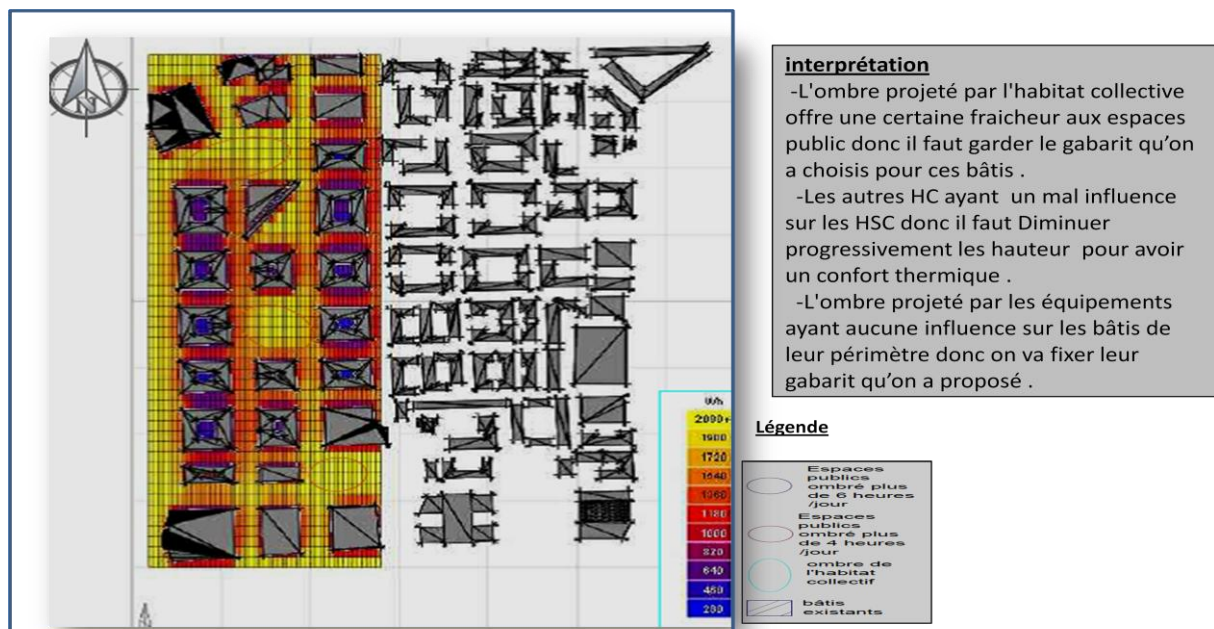 N
interprétation
-L'ombre projeté par l'habitat collective
offre une certaine fraicheur aux espaces
public donc il faut garder le gabarit qu'on
a choisis pour ces bâtis .
-Les autres HC ayant un mal influence
sur les HSC donc il faut Diminuer
progressivement les hauteur pour avoir
un confort thermique .
-L'ombre projeté par les équipements
ayant aucune influence sur les bâtis de
leur périmètre donc on va fixer leur
gabarit qu'on a proposé .
Wh
2080+
1900
1720
1540
1360
1180
1000
820
640
460
280
Légende
Espaces
publics
ombré plus
de 6 heures
/jour
Espaces
publics
ombré plus
de 4 heures
/jour
ombre de
l'habitat
collectif
bâtis
existants